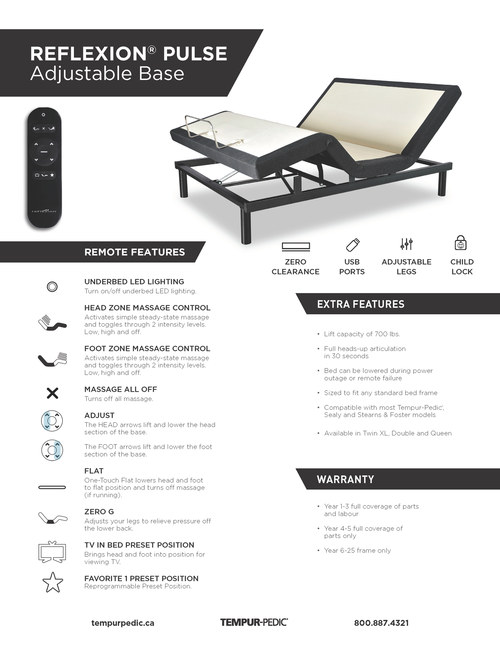 REFLEXION® PULSE
Adjustable Base
REMOTE FEATURES
UNDERBED LED LIGHTING
Turn on/off underbed LED lighting.
HEAD ZONE MASSAGE CONTROL
Activates simple steady-state massage
and toggles through 2 intensity levels.
Low, high and off.
FOOT ZONE MASSAGE CONTROL
Activates simple steady-state massage
and toggles through 2 intensity levels.
Low, high and off.
MASSAGE ALL OFF
Turns off all massage.
ADJUST
The HEAD arrows lift and lower the head
section of the base.
The FOOT arrows lift and lower the foot
section of the base.
FLAT
One-Touch Flat lowers head and foot
to flat position and turns off massage
(if running).
ZERO G
Adjusts your legs to relieve pressure off
the lower back.
TV IN BED PRESET POSITION
Brings head and foot into position for
viewing TV.
FAVORITE 1 PRESET POSITION
Reprogrammable Preset Position.
ZERO
CLEARANCE
USB
PORTS
ADJUSTABLE
LEGS
CHILD
LOCK
EXTRA FEATURES
• Lift capacity of 700 lbs.
• Full heads-up articulation
in 30 seconds
• Bed can be lowered during power
outage or remote failure
• Sized to fit any standard bed frame
• Compatible with most Tempur-Pedic,
Sealy and Stearns & Foster models
• Available in Twin XL, Double and Queen
WARRANTY
• Year 1-3 full coverage of parts
and labour
• Year 4-5 full coverage of
parts only
• Year 6-25 frame only
tempurpedic.ca
TEMPUR-PEDIC®
800.887.4321